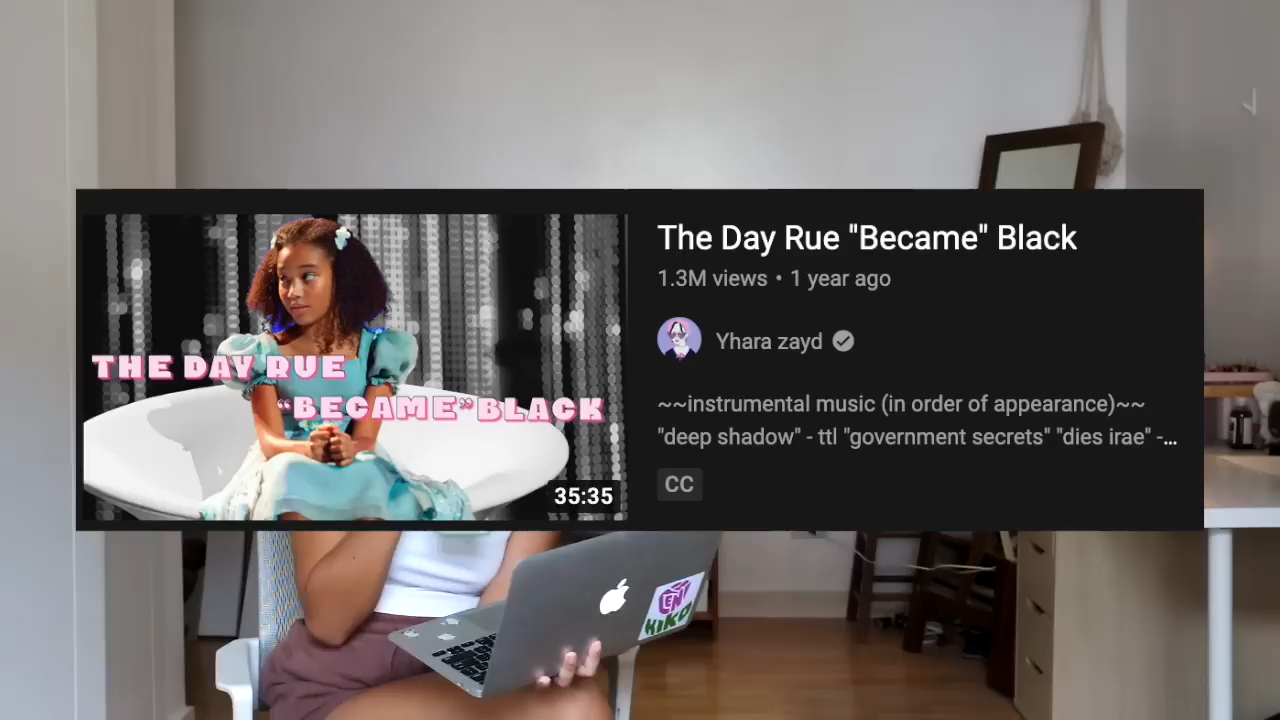 The Day Rue "Became" Black
1.3M views • 1 year ago
THE DAY RUE
"BECAME" BLACK
Yhara zayd
~~instrumental music (in order of appearance)~~
"deep shadow" - ttl "government secrets" "dies irae" -...
35:35
CC
KIKO